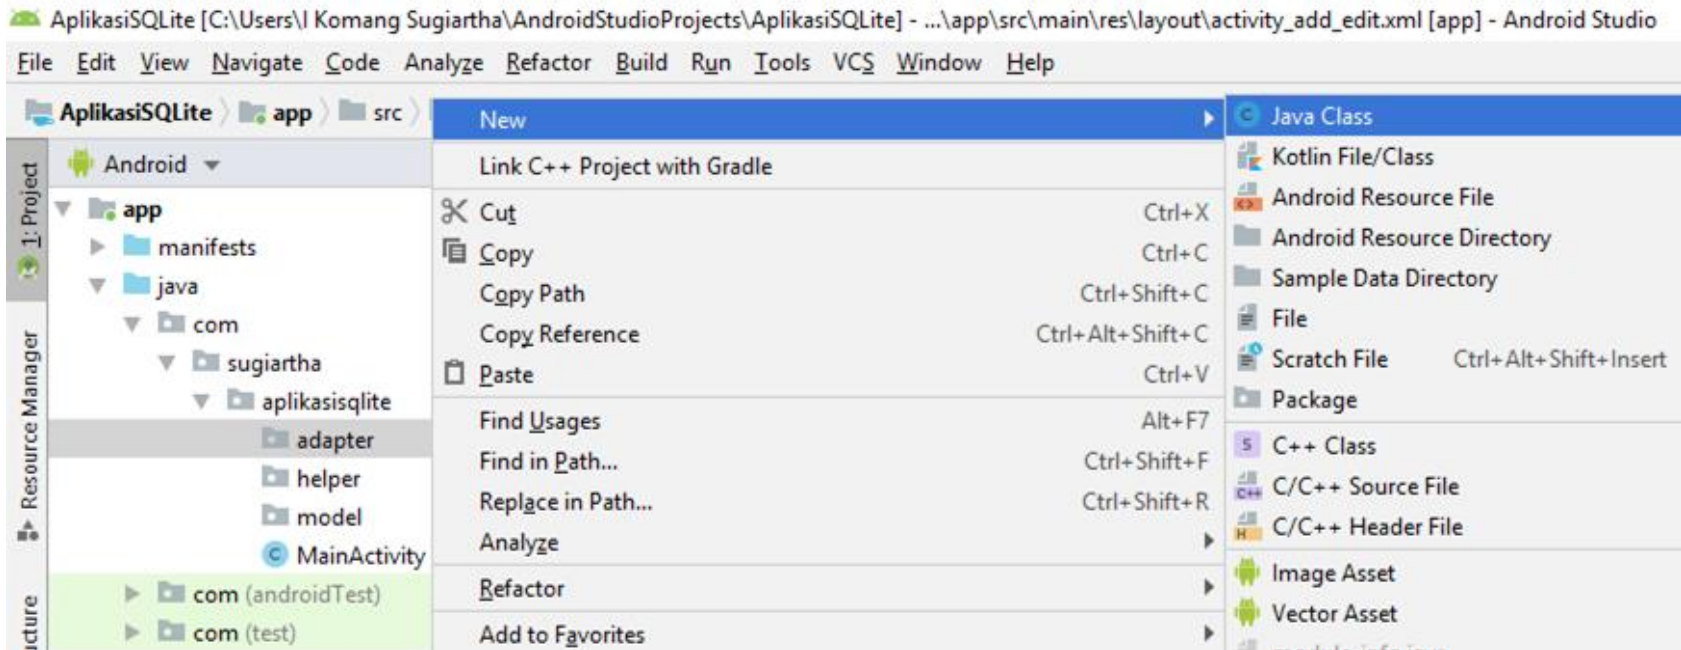 AplikasiSQLite [C:\Users\I Komang Sugiartha\AndroidStudioProjects\AplikasiSQLite] - ...\app\src\main\res\layout\activity_add_edit.xml [app] - Android Studio
File Edit View Navigate Code Analyze Refactor Build Run Tools VCS Window Help
AplikasiSQLite app src
Android
app
manifests
java
com
sugiartha
aplikasisqlite
adapter
helper
model
MainActivity
com (androidTest)
com (test)
1: Project
Resource Manager
New
Link C++ Project with Gradle
Cut Ctrl+X
Copy Ctrl+C
Copy Path Ctrl+Shift+C
Copy Reference Ctrl+Alt+Shift+C
Paste Ctrl+V
Find Usages Alt+F7
Find in Path... Ctrl+Shift+F
Replace in Path... Ctrl+Shift+R
Analyze
Refactor
Add to Favorites
Java Class
Kotlin File/Class
Android Resource File
Android Resource Directory
Sample Data Directory
File
Scratch File Ctrl+Alt+Shift+Insert
Package
C++ Class
C/C++ Source File
C/C++ Header File
Image Asset
Vector Asset